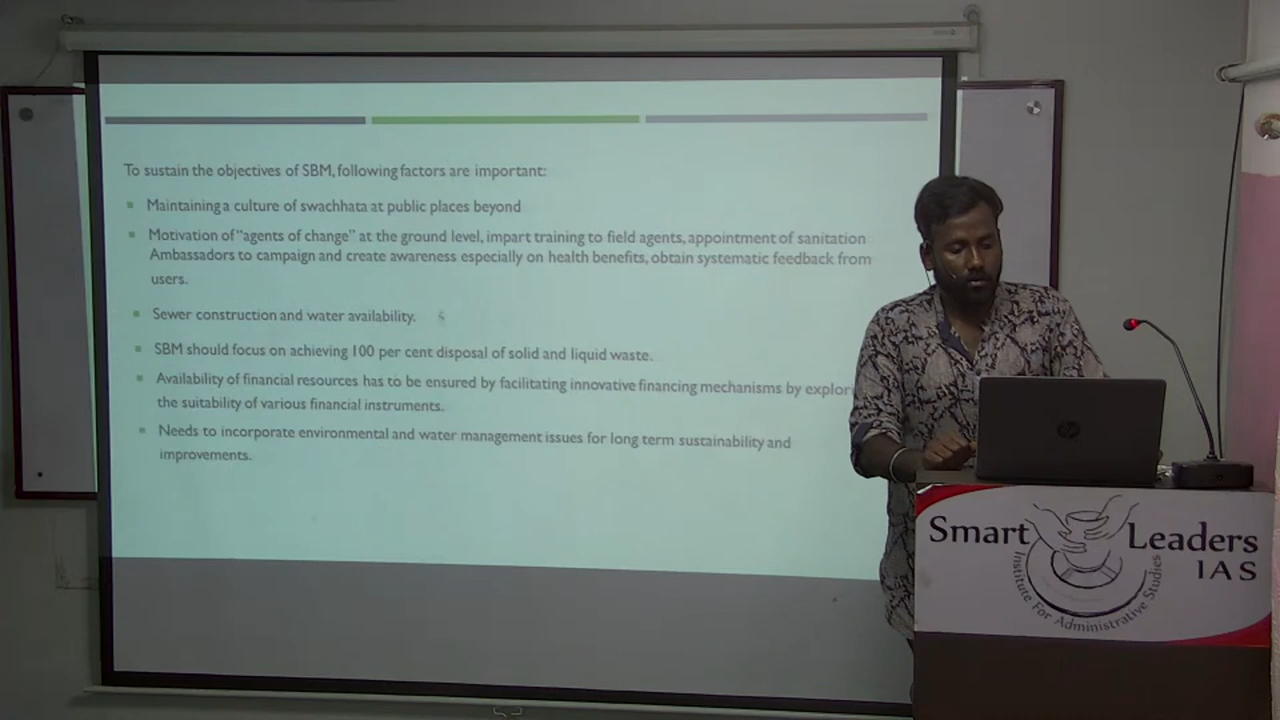 To sustain the objectives of SBM, following factors are important:
Maintaining a culture of swachhata at public places beyond
Motivation of "agents of change" at the ground level, impart training to field agents, appointment of sanitation
Ambassadors to campaign and create awareness especially on health benefits, obtain systematic feedback from
users.
Sewer construction and water availability.
SBM should focus on achieving 100 per cent disposal of solid and liquid waste.
Availability of financial resources has to be ensured by facilitating innovative financing mechanisms by explori
the suitability of various financial instruments.
Needs to incorporate environmental and water management issues for long term sustainability and
improvements.
hp
Smart Leaders
IAS
Institute For Administrative Studies